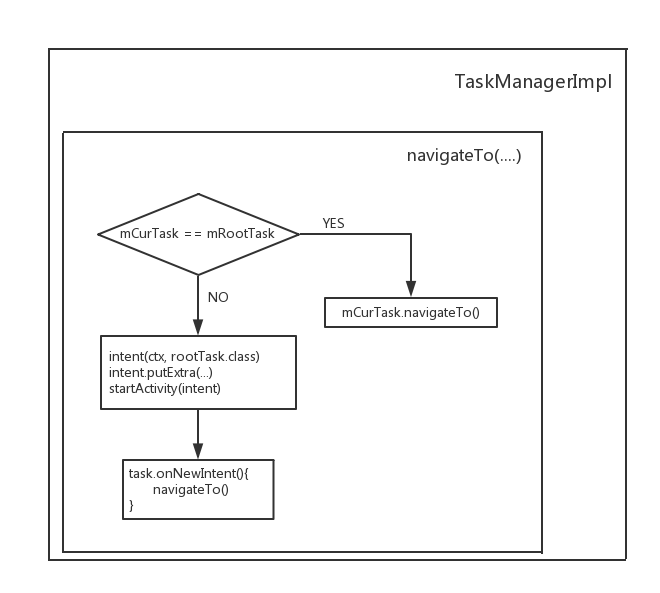 TaskManagerImpl
navigateTo(....)
mCurTask == mRootTask
YES
NO
mCurTask.navigateTo()
intent(ctx, rootTask.class)
intent.putExtra(...)
startActivity(intent)
task.onNewIntent(){
navigateTo()
}